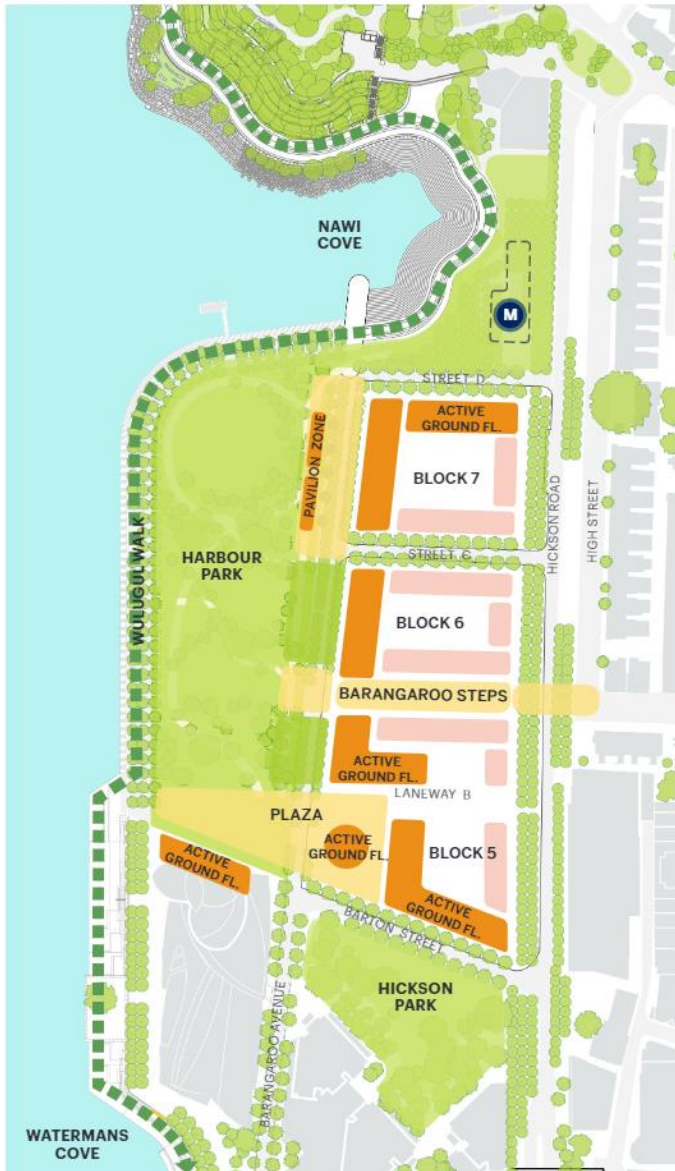 NAWI
COVE
M
STREET D
ACTIVE
GROUND FL.
PAVILION ZONE
BLOCK 7
HICKSON ROAD
HIGH STREET
WULUGUL WALK
HARBOUR
PARK
STREET C
BLOCK 6
BARANGAROO STEPS
ACTIVE
GROUND FL.
LANEWAY B
PLAZA
ACTIVE
GROUND FL.
BLOCK 5
ACTIVE
GROUND FL.
ACTIVE
GROUND FL.
BARTON STREET
HICKSON
PARK
BARANGAROO AVENUE
WATERMANS
COVE